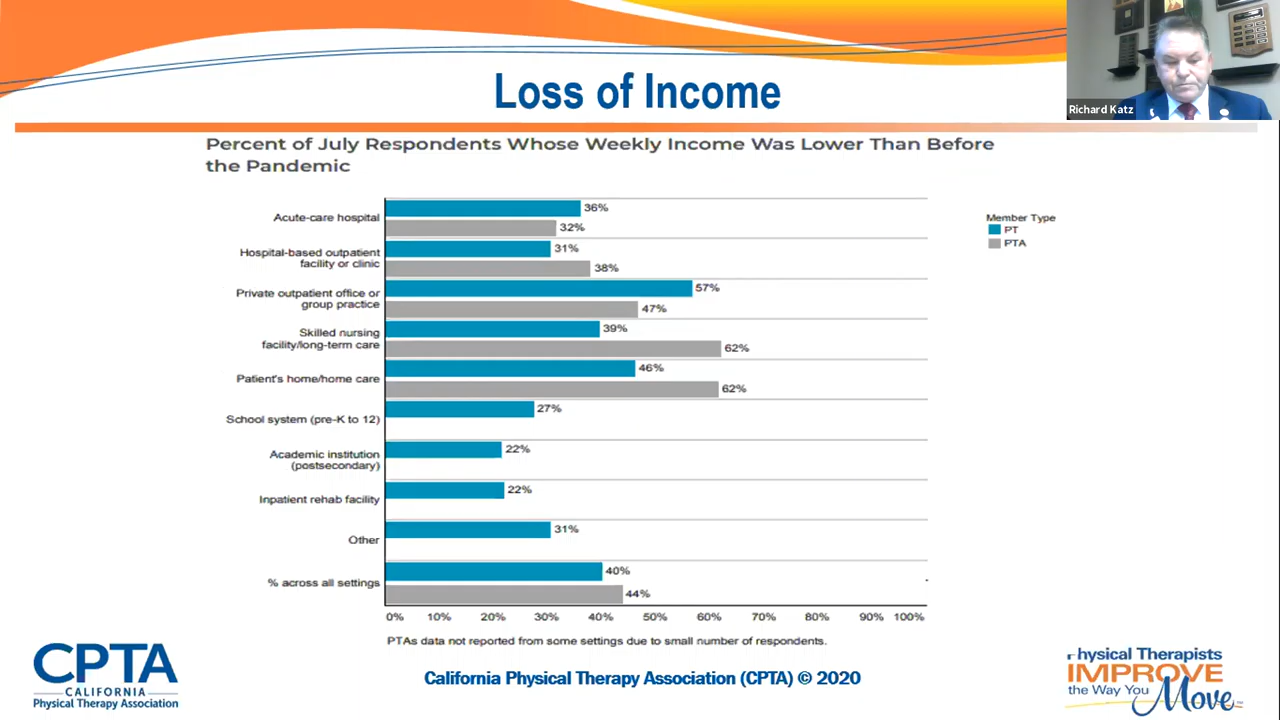 Loss of Income
Richard Katz
Percent of July Respondents Whose Weekly Income Was Lower Than Before
the Pandemic
Acute-care hospital
36%
32%
Hospital-based outpatient
facility or clinic
31%
38%
Private outpatient office or
group practice
57%
47%
Skilled nursing
facility/long-term care
39%
62%
Patient's home/home care
46%
62%
School system (pre-K to 12)
27%
Academic institution
(postsecondary)
22%
Inpatient rehab facility
22%
Other
31%
% across all settings
40%
44%
Member Type
PT
PTA
0% 10% 20% 30% 40% 50% 60% 70% 80% 90% 100%
PTAs data not reported from some settings due to small number of respondents.
CPTA
CALIFORNIA
Physical Therapy Association
California Physical Therapy Association (CPTA) © 2020
Physical Therapists
IMPROVE
the Way You
Move